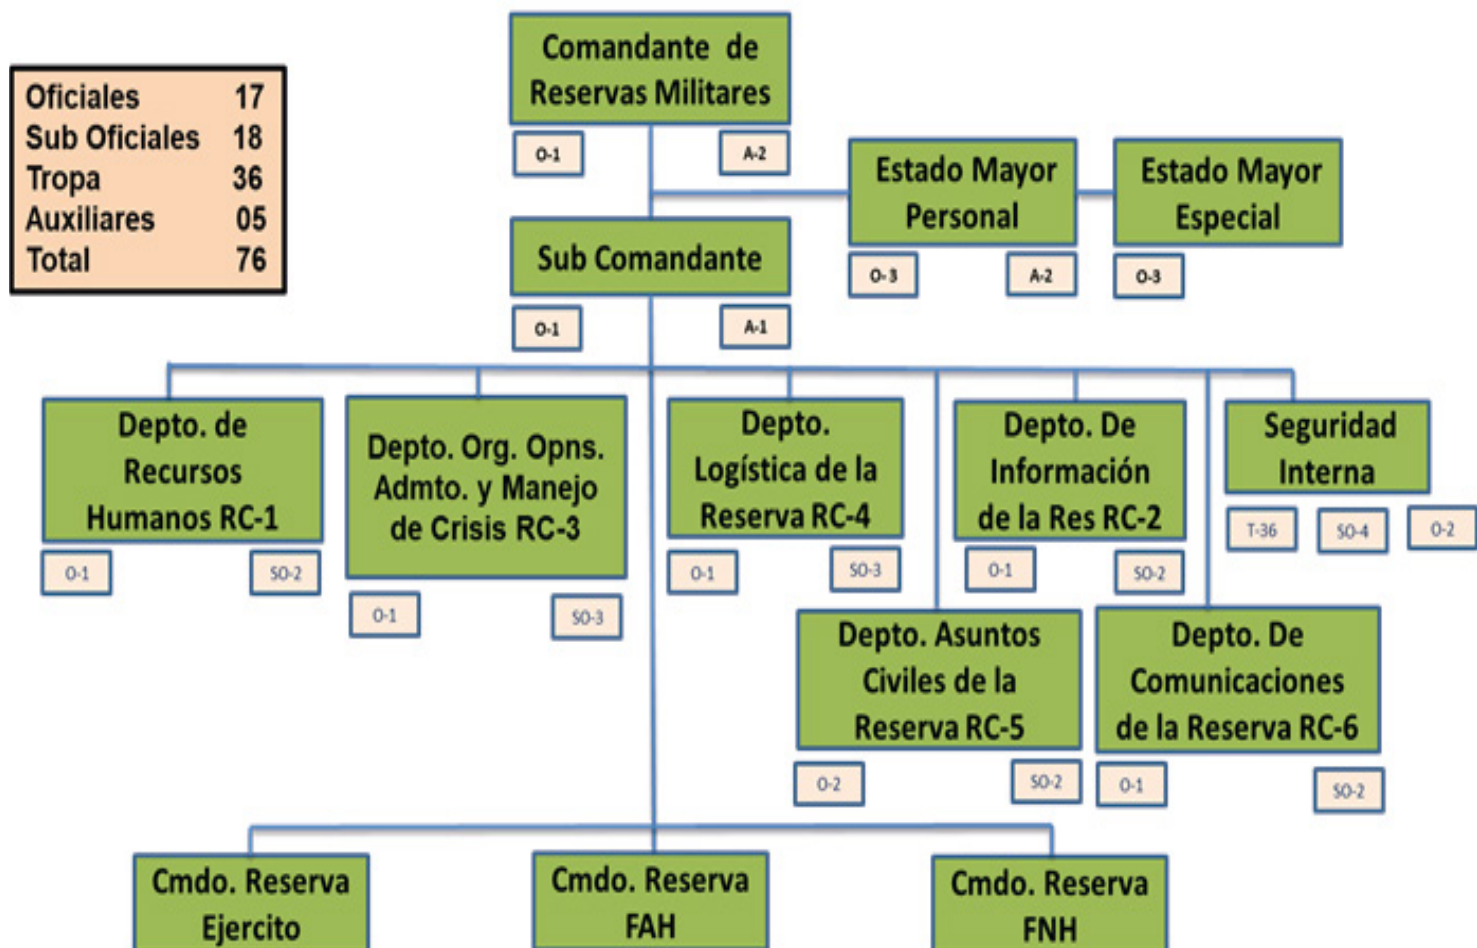 Comandante de
Reservas Militares
O-1
A-2
Oficiales 17
Sub Oficiales 18
Tropa 36
Auxiliares 05
Total 76
Estado Mayor
Personal
O-3
A-2
Estado Mayor
Especial
O-3
Sub Comandante
O-1
A-1
Depto. de
Recursos
Humanos RC-1
O-1
SO-2
Depto. Org. Opns.
Admto. y Manejo
de Crisis RC-3
O-1
SO-3
Depto.
Logística de la
Reserva RC-4
O-1
SO-3
Depto. De
Información
de la Res RC-2
O-1
SO-2
Seguridad
Interna
T-36
SO-4
O-2
Depto. Asuntos
Civiles de la
Reserva RC-5
O-2
SO-2
Depto. De
Comunicaciones
de la Reserva RC-6
O-1
SO-2
Cmdo. Reserva
Ejercito
Cmdo. Reserva
FAH
Cmdo. Reserva
FNH